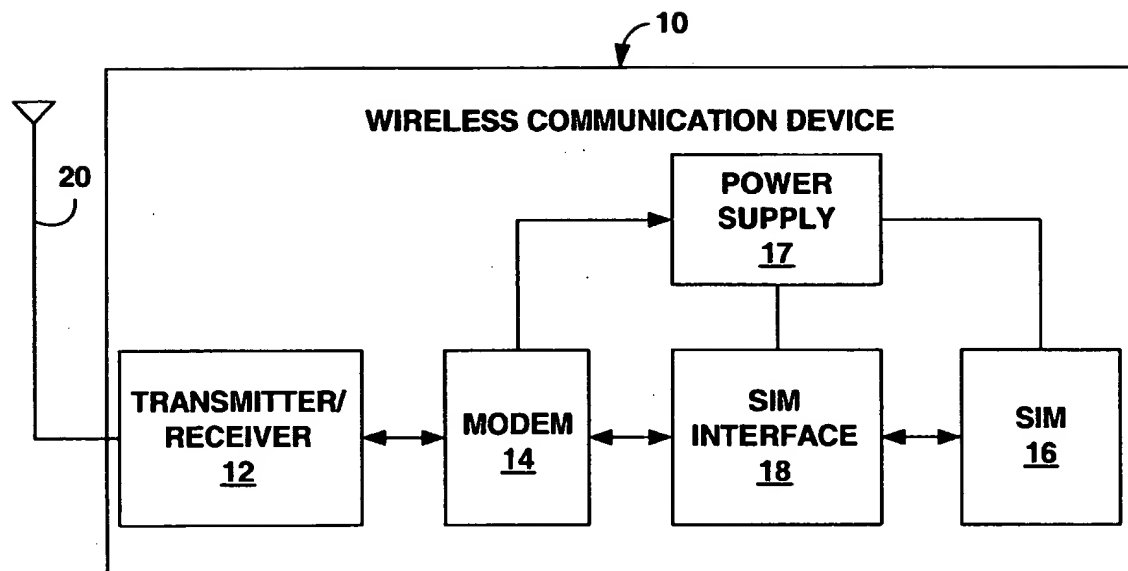 10
WIRELESS COMMUNICATION DEVICE
20
POWER
SUPPLY
17
TRANSMITTER/
RECEIVER
12
MODEM
14
SIM
INTERFACE
18
SIM
16